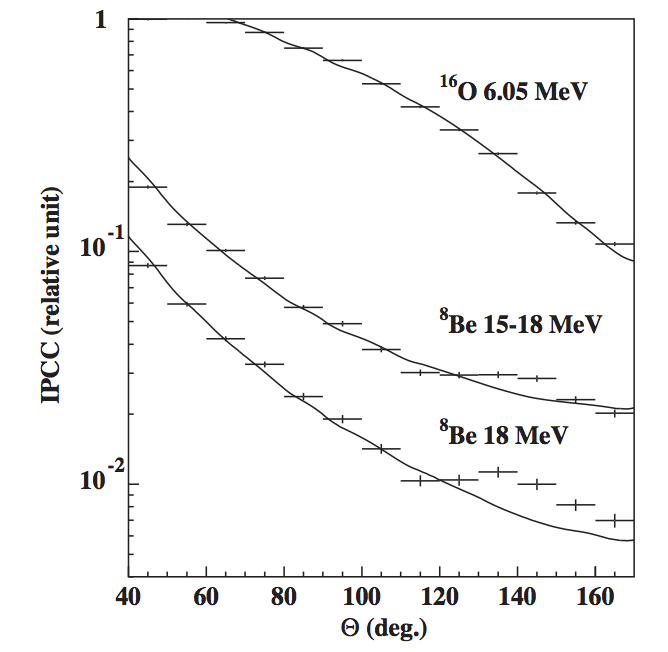 1
10⁻¹
10⁻²
IPCC (relative unit)
¹⁶O 6.05 MeV
⁸Be 15-18 MeV
⁸Be 18 MeV
40 60 80 100 120 140 160
Θ (deg.)